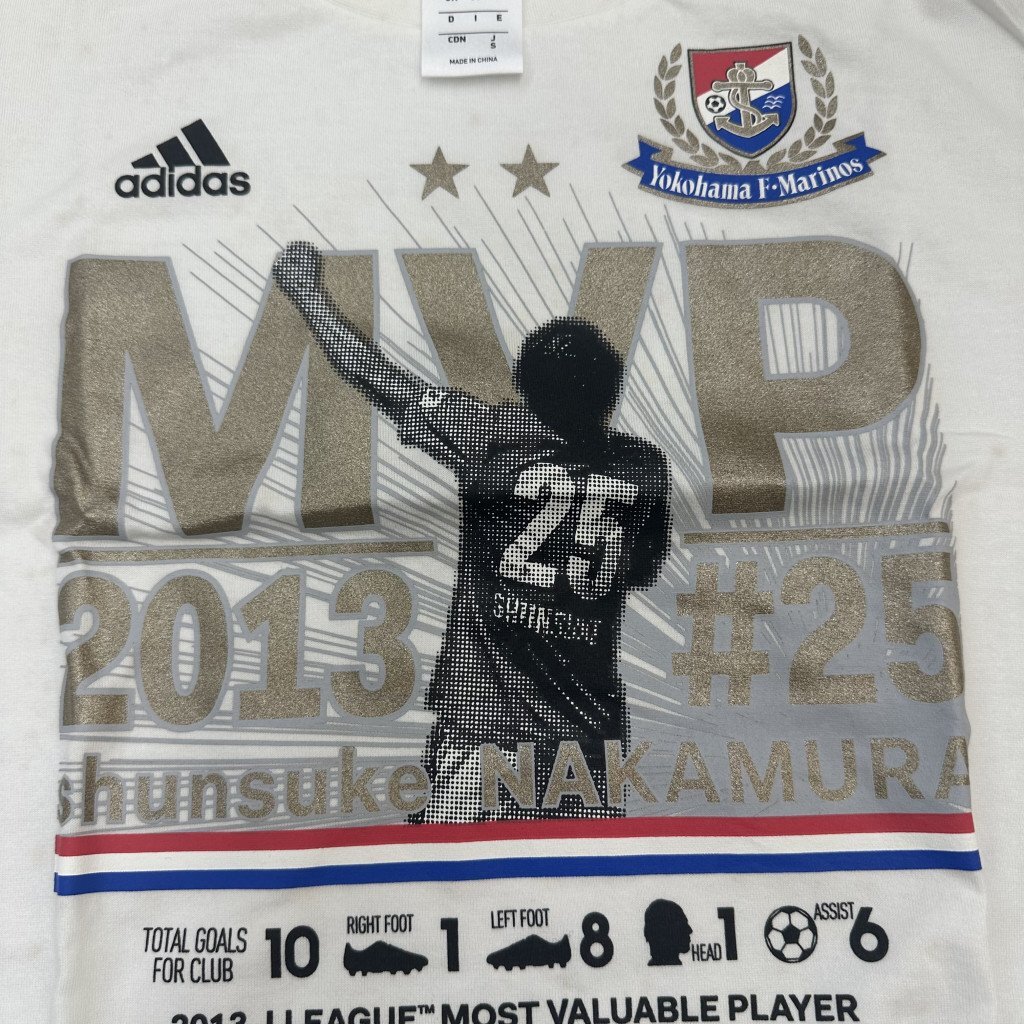 D I E
CDN J S
MADE IN CHINA
adidas
Yokohama F·Marinos
MVP
25
2013
#25
shunsuke NAKAMURA
TOTAL GOALS FOR CLUB 10
RIGHT FOOT 1
LEFT FOOT 8
HEAD 1
ASSIST 6
2013 J.LEAGUE™ MOST VALUABLE PLAYER